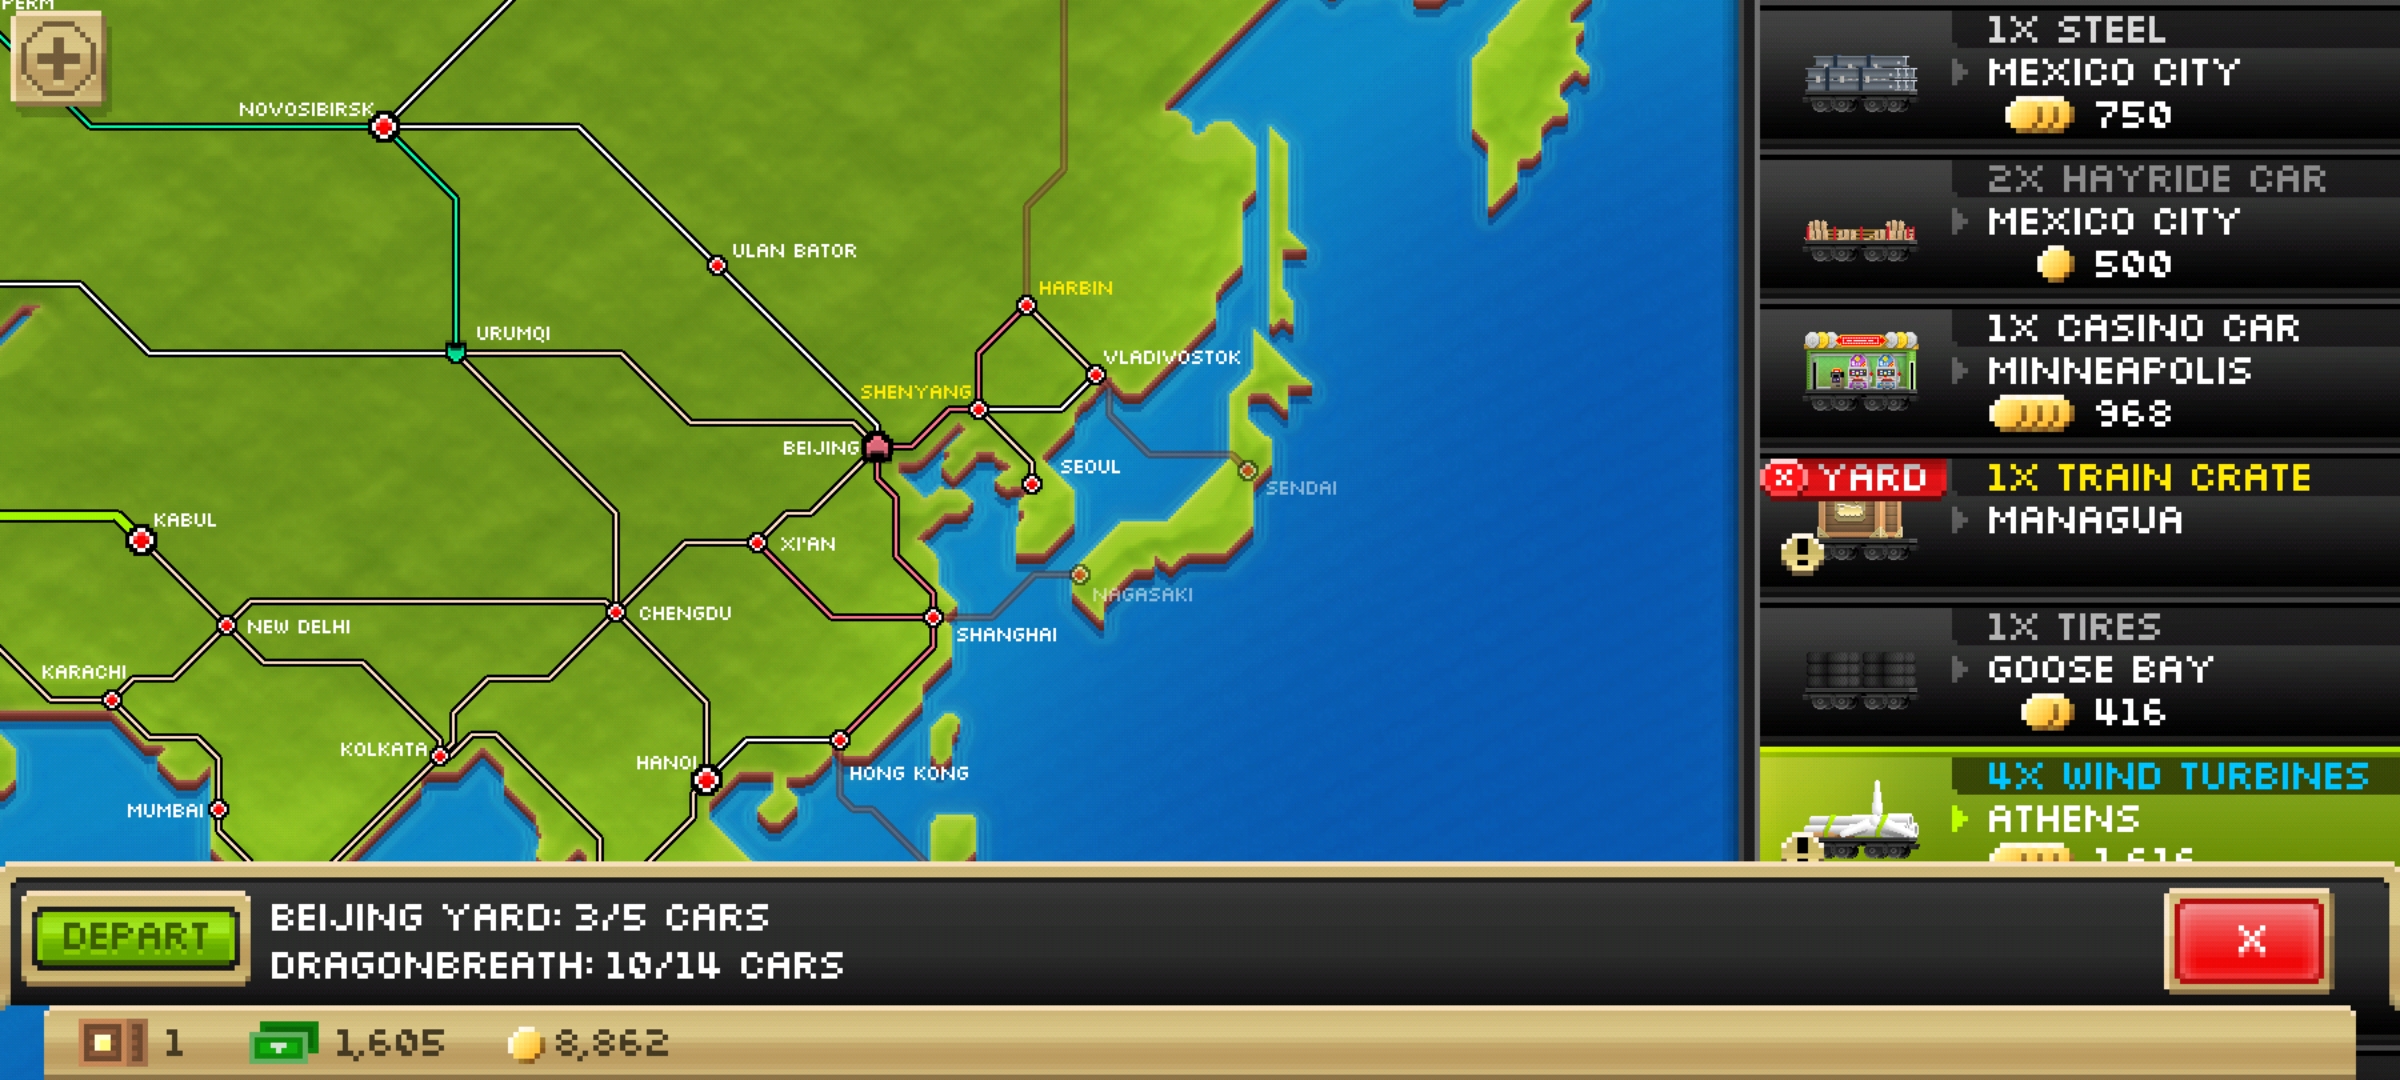 PERM
NOVOSIBIRSK
ULAN BATOR
HARBIN
URUMQI
VLADIVOSTOK
SHENYANG
BEIJING
SEOUL
SENDAI
KABUL
XI'AN
NAGASAKI
NEW DELHI
CHENGDU
SHANGHAI
KARACHI
KOLKATA
HANOI
HONG KONG
MUMBAI
1X STEEL
MEXICO CITY
750
2X HAYRIDE CAR
MEXICO CITY
500
1X CASINO CAR
MINNEAPOLIS
968
X YARD
1X TRAIN CRATE
MANAGUA
!
1X TIRES
GOOSE BAY
416
4X WIND TURBINES
ATHENS
1,616
!
DEPART
BEIJING YARD: 3/5 CARS
DRAGONBREATH: 10/14 CARS
X
1
1,605
8,862